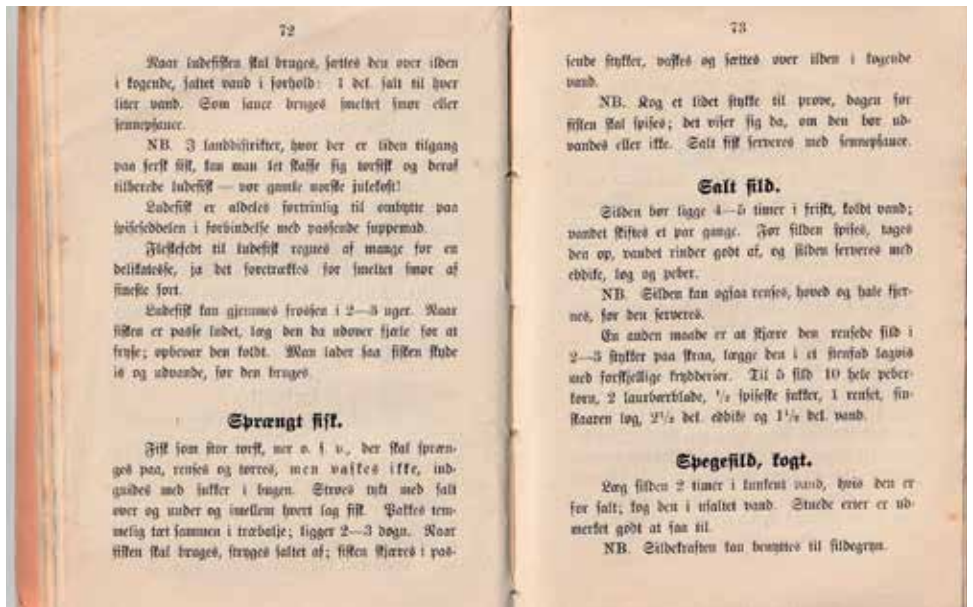 72
Naar ludefisken skal bruges, sættes den over ilden
i kogende, saltet vand i forhold: 1 del. salt til hver
liter vand. Som sauce bruges smeltet smør eller
sennepsauce.
NB. I landdistrikter, hvor der er liden tilgang
paa fersk fisk, kan man let skaffe sig tørfisk og deraf
tilberede ludefisk — vor gamle norske julekost!
Ludefisk er aldeles fortrinlig til ombytte paa
spiseseddelen i forbindelse med passende suppemad.
Fleskefedt til ludefisk regnes af mange for en
delikatesse, ja det foretrækkes for smeltet smør af
fineste sort.
Ludefisk kan gjemmes frossen i 2—3 uger. Naar
fisken er passe ludet, læg den da udover fjæle for at
fryse; opbevar den koldt. Man lader saa fisken skyde
is og udvande, før den bruges.
Sprængt fisk.
Fisk som stor torsk, uer o. s. v., der skal spræn-
ges paa, renses og tørres, men vaskes ikke, ind-
gnides med sukker i bugen. Strøes tykt med salt
over og under og imellem hvert lag fisk. Pakkes tem-
melig tæt sammen i træbalje; ligger 2—3 døgn. Naar
fisken skal bruges, stryges saltet af; fisken skjæres i pas-
73
sende stykker, vaskes og sættes over ilden i kogende
vand.
NB. Kog et lidet stykke til prøve, dagen før
fisken skal spises; det viser sig da, om den bør ud-
vandes eller ikke. Salt fisk serveres med sennepsauce.
Salt sild.
Silden bør ligge 4—5 timer i friskt, koldt vand;
vandet skiftes et par gange. Før silden spises, tages
den op, vandet rinder godt af, og silden serveres med
eddike, løg og peber.
NB. Silden kan ogsaa renses, hoved og hale fjer-
nes, før den serveres.
En anden maade er at skjære den rensede sild i
2—3 stykker paa skraa, lægge den i et stenfad lagvis
med forskjellige krydderier. Til 5 sild 10 hele peber-
korn, 2 laurbærblade, ½ spiseske sukker, 1 renset, fin-
skaaren løg, 2½ del. eddike og 1½ del. vand.
Spegesild, kogt.
Læg silden 2 timer i lunkent vand, hvis den er
for salt; kog den i usaltet vand. Stuede erter er ud-
merket godt at faa til.
NB. Sildekraften kan benyttes til sildegryn.